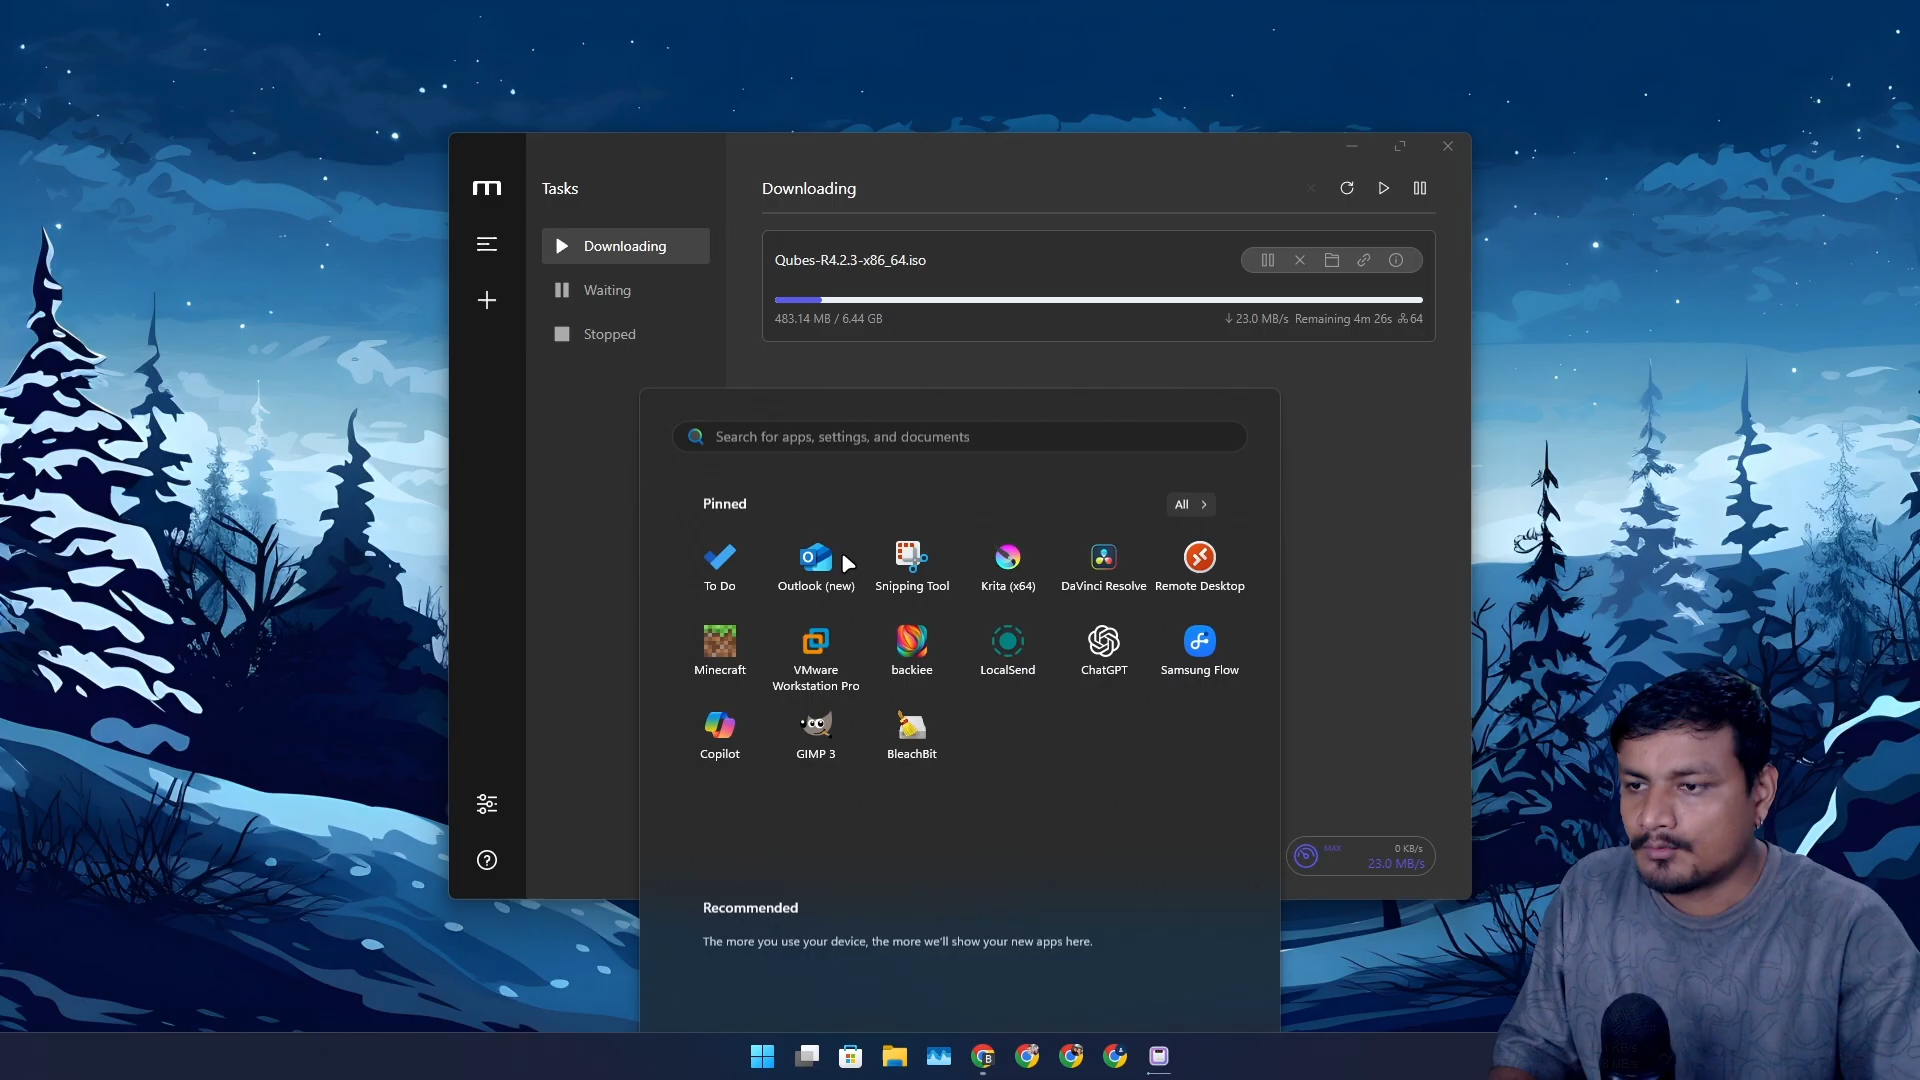 Tasks
Downloading
Waiting
Stopped
Downloading
Qubes-R4.2.3-x86_64.iso
483.14 MB / 6.44 GB
↓ 23.0 MB/s Remaining 4m 26s 64
Search for apps, settings, and documents
Pinned
All >
To Do
Outlook (new)
Snipping Tool
Krita (x64)
DaVinci Resolve
Remote Desktop
Minecraft
VMware
Workstation Pro
backiee
LocalSend
ChatGPT
Samsung Flow
Copilot
GIMP 3
BleachBit
MAX
0 KB/s
23.0 MB/s
Recommended
The more you use your device, the more we'll show your new apps here.